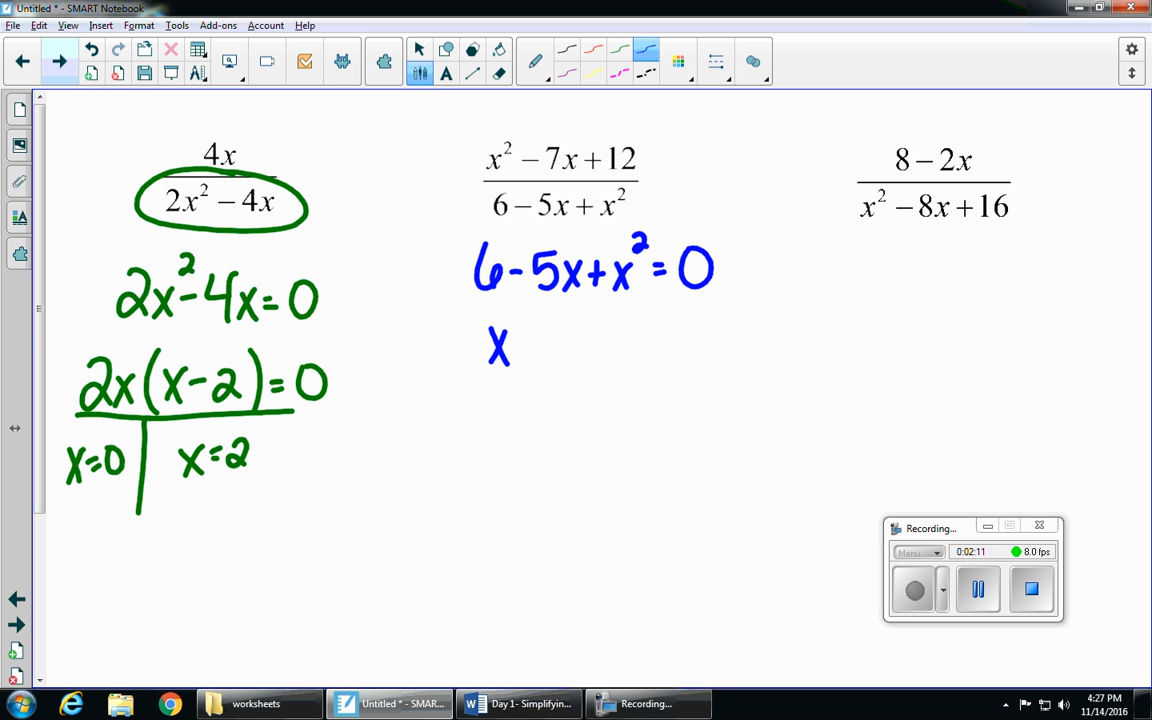 Untitled * - SMART Notebook
File Edit View Insert Format Tools Add-ons Account Help
4x
2x² - 4x
2x² - 4x = 0
2x(x - 2) = 0
x = 0 x = 2
x² - 7x + 12
6 - 5x + x²
6 - 5x + x² = 0
x
8 - 2x
x² - 8x + 16
Recording...
Menu 0:02:11 8.0 fps
worksheets Untitled * - SMAR... Day 1- Simplifyin... Recording...
4:27 PM
11/14/2016